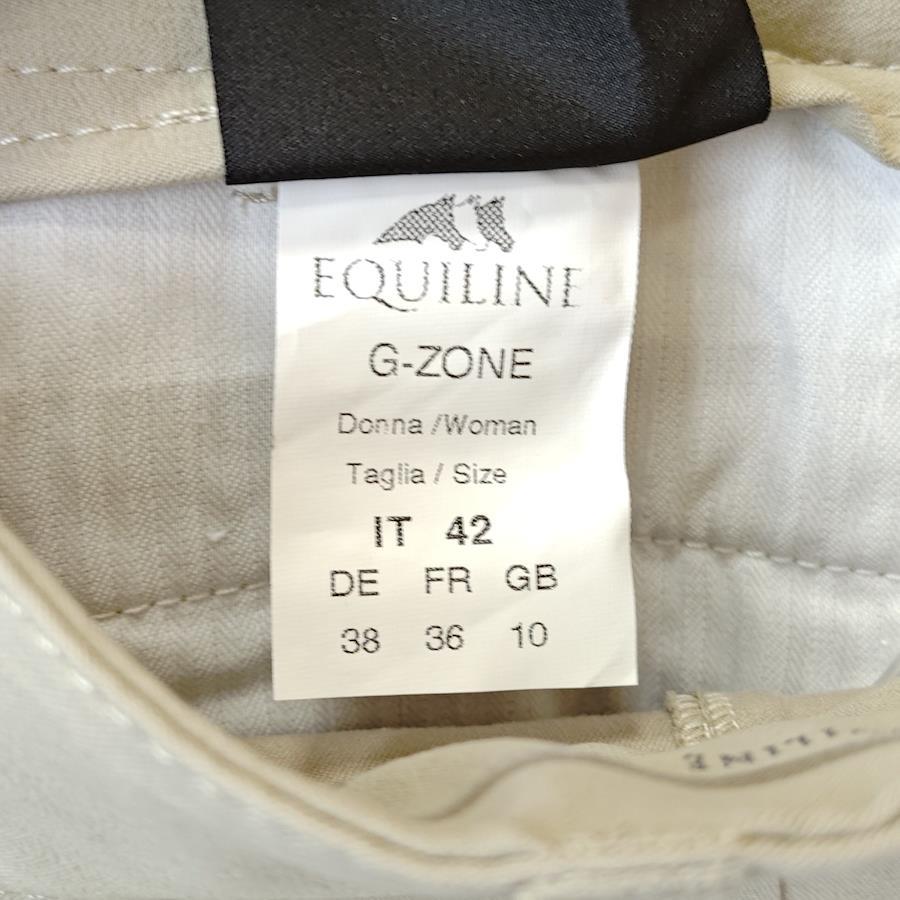 EQUILINE
G-ZONE
Donna /Woman
Taglia / Size
IT 42
DE FR GB
38 36 10